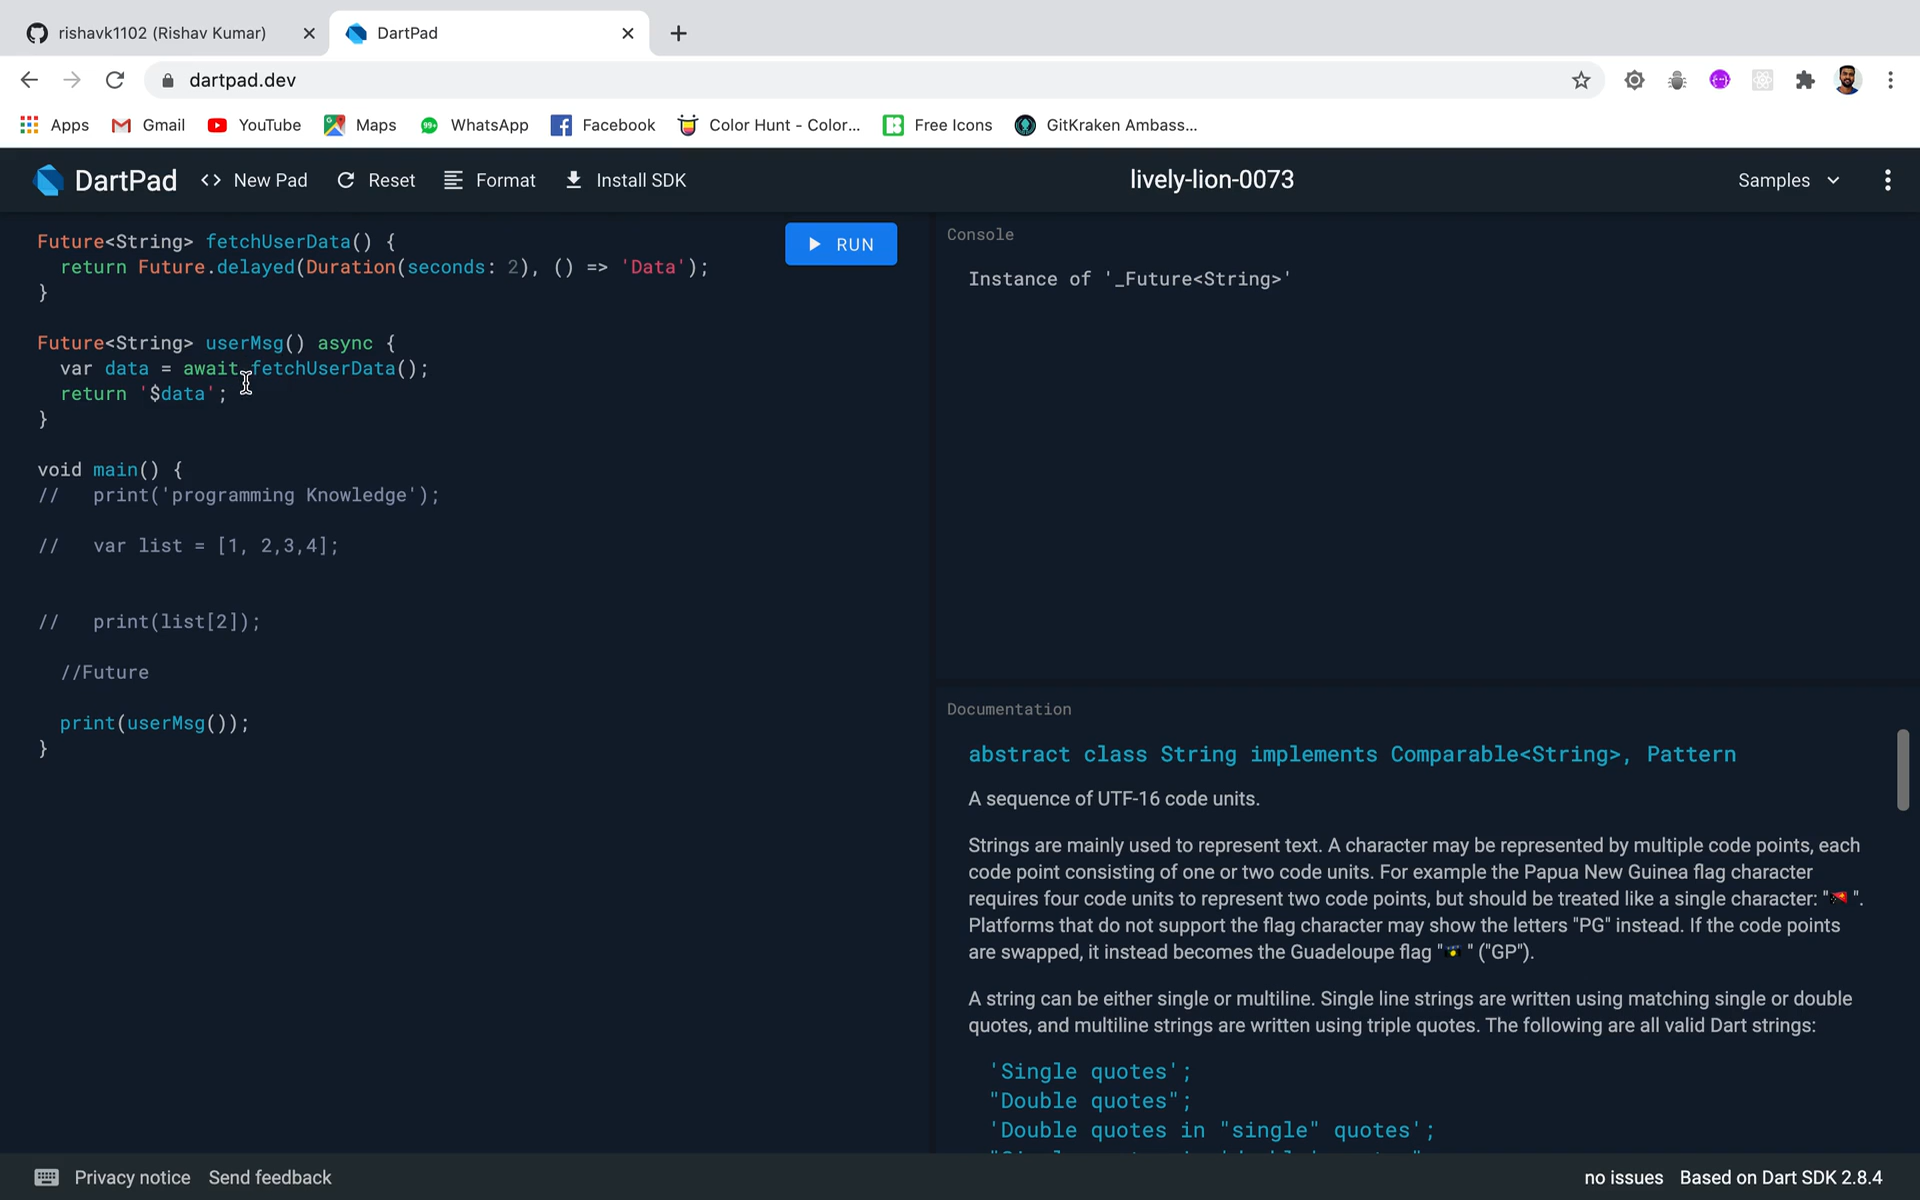 rishavk1102 (Rishav Kumar)
DartPad
dartpad.dev
Apps
Gmail
YouTube
Maps
99+
WhatsApp
Facebook
Color Hunt - Color...
Free Icons
GitKraken Ambass...
DartPad
<> New Pad
Reset
Format
Install SDK
lively-lion-0073
Samples
Future<String> fetchUserData() {
  return Future.delayed(Duration(seconds: 2), () => 'Data');
}
Future<String> userMsg() async {
  var data = await fetchUserData();
  return '$data';
}
void main() {
//   print('programming Knowledge');
//   var list = [1, 2,3,4];
//   print(list[2]);
  //Future
  print(userMsg());
}
RUN
Console
Instance of '_Future<String>'
Documentation
abstract class String implements Comparable<String>, Pattern
A sequence of UTF-16 code units.
Strings are mainly used to represent text. A character may be represented by multiple code points, each
code point consisting of one or two code units. For example the Papua New Guinea flag character
requires four code units to represent two code points, but should be treated like a single character: "🇵🇬".
Platforms that do not support the flag character may show the letters "PG" instead. If the code points
are swapped, it instead becomes the Guadeloupe flag "🇬🇵" ("GP").
A string can be either single or multiline. Single line strings are written using matching single or double
quotes, and multiline strings are written using triple quotes. The following are all valid Dart strings:
'Single quotes';
"Double quotes";
'Double quotes in "single" quotes';
Privacy notice
Send feedback
no issues
Based on Dart SDK 2.8.4